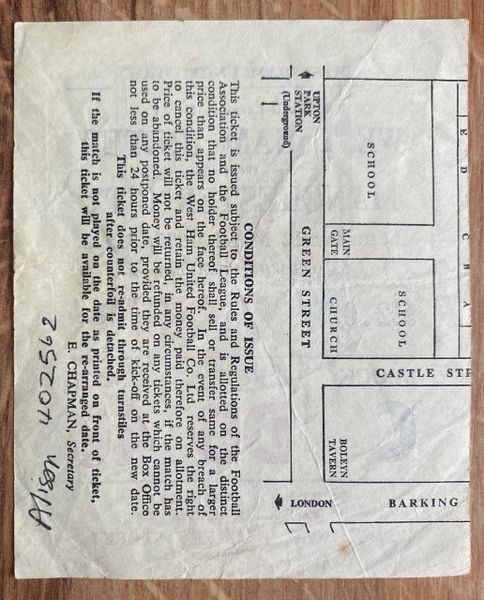 E D C B A
SCHOOL
SCHOOL
CASTLE STR
BARKING
MAIN
GATE
CHURCH
BOLEYN
TAVERN
UPTON
PARK
STATION
(Underground)
GREEN STREET
LONDON
CONDITIONS OF ISSUE
This ticket is issued subject to the Rules and Regulations of the Football
Association and the Football League, and is allotted on the distinct
condition that no holder thereof shall sell or transfer same for a larger
price than appears on the face hereof. In the event of any breach of
this condition, the West Ham United Football Co. Ltd. reserves the right
to cancel this ticket and retain the money paid therefore on allotment.
Price of ticket will not be returned, in any circumstances, if the match has
to be abandoned. Money will be refunded on any tickets which cannot be
used on any postponed date, provided they are received at the Box Office
not less than 24 hours prior to the time of kick-off on the new date.
This ticket does not re-admit through turnstiles
after counterfoil is detached.
If the match is not played on the date as printed on front of ticket,
this ticket will be available for the re-arranged date.
E. CHAPMAN, Secretary
Allison 402562